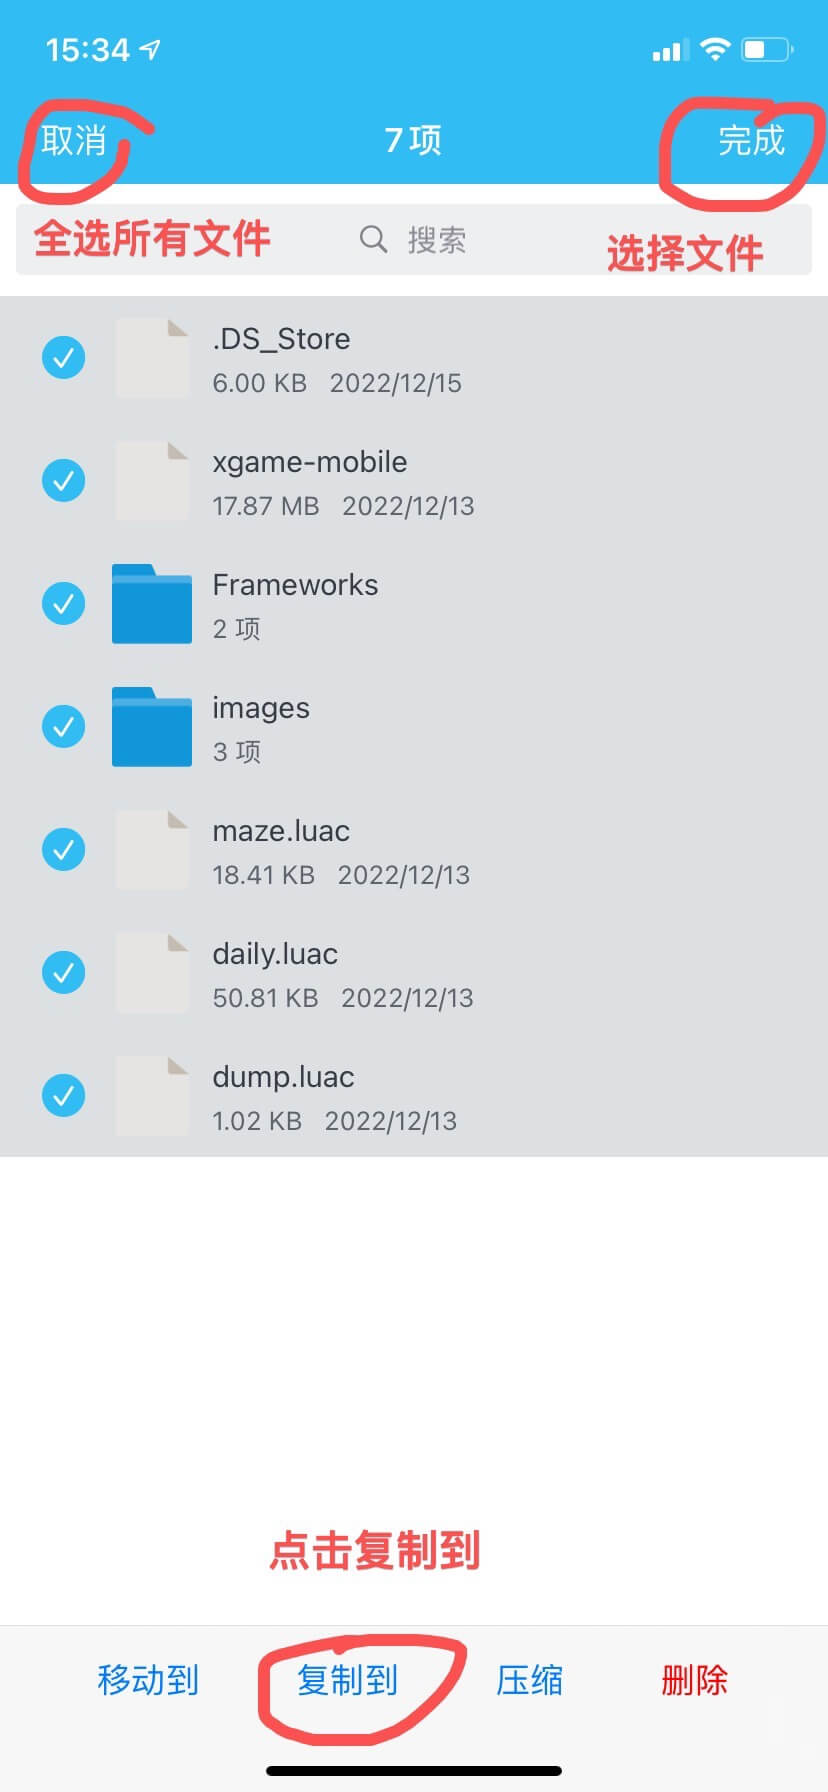 15:34
取消
7 项
完成
全选所有文件
搜索
选择文件
.DS_Store
6.00 KB 2022/12/15
xgame-mobile
17.87 MB 2022/12/13
Frameworks
2 项
images
3 项
maze.luac
18.41 KB 2022/12/13
daily.luac
50.81 KB 2022/12/13
dump.luac
1.02 KB 2022/12/13
点击复制到
移动到
复制到
压缩
删除